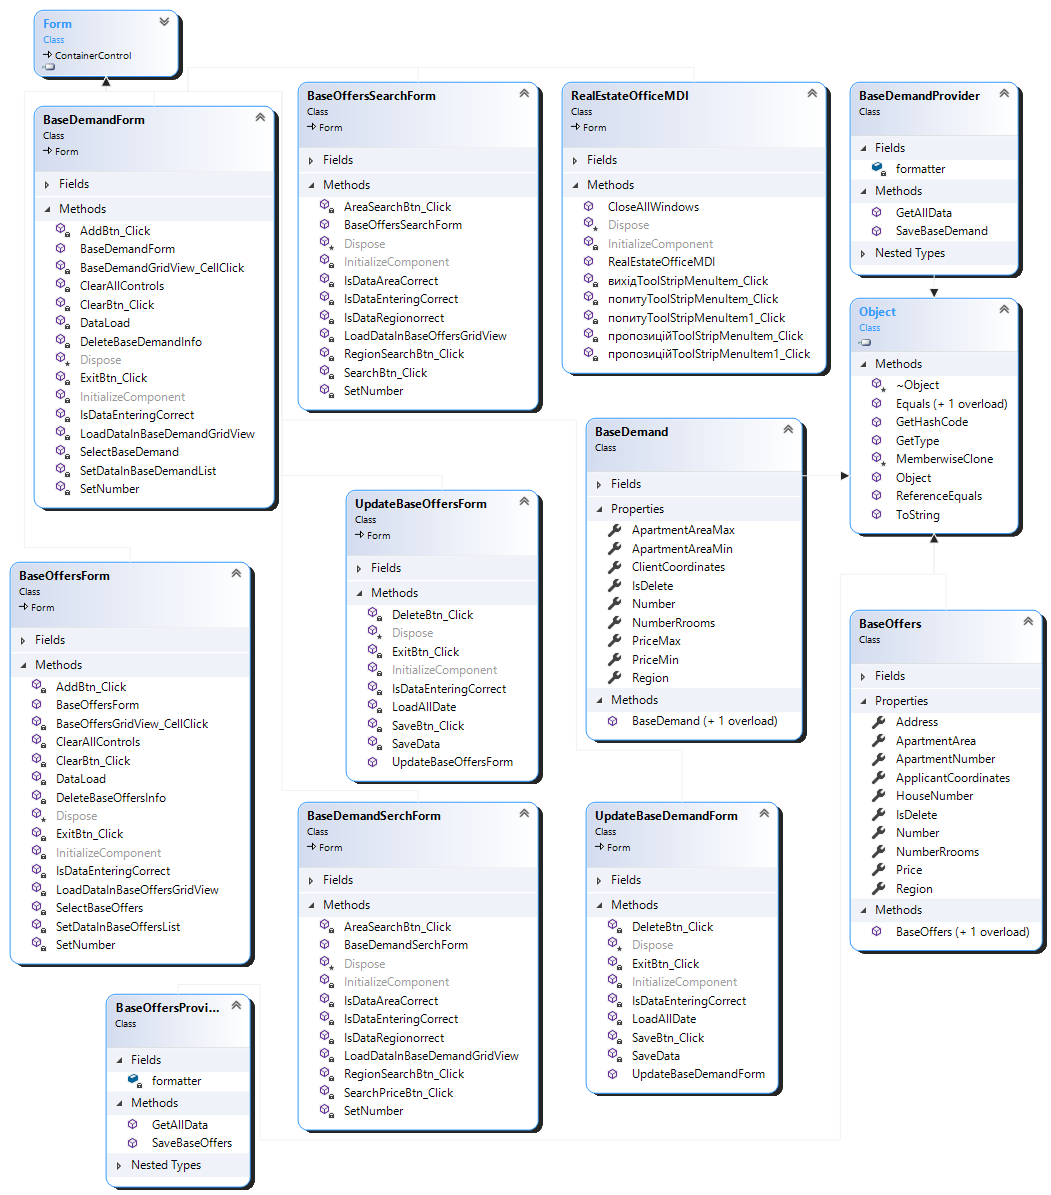 Form
Class
ContainerControl
BaseDemandForm
Class
Form
Fields
Methods
AddBtn_Click
BaseDemandForm
BaseDemandGridView_CellClick
ClearAllControls
ClearBtn_Click
DataLoad
DeleteBaseDemandInfo
Dispose
ExitBtn_Click
InitializeComponent
IsDataEnteringCorrect
LoadDataInBaseDemandGridView
SelectBaseDemand
SetDataInBaseDemandList
SetNumber
BaseOffersSearchForm
Class
Form
Fields
Methods
AreaSearchBtn_Click
BaseOffersSearchForm
Dispose
InitializeComponent
IsDataAreaCorrect
IsDataEnteringCorrect
IsDataRegionorrect
LoadDataInBaseOffersGridView
RegionSearchBtn_Click
SearchBtn_Click
SetNumber
RealEstateOfficeMDI
Class
Form
Fields
Methods
CloseAllWindows
Dispose
InitializeComponent
RealEstateOfficeMDI
вихідToolStripMenuItem_Click
попитуToolStripMenuItem_Click
попитуToolStripMenuItem1_Click
пропозиційToolStripMenuItem_Click
пропозиційToolStripMenuItem1_Click
BaseDemandProvider
Class
Fields
formatter
Methods
GetAllData
SaveBaseDemand
Nested Types
Object
Class
Methods
~Object
Equals (+ 1 overload)
GetHashCode
GetType
MemberwiseClone
Object
ReferenceEquals
ToString
BaseDemand
Class
Fields
Properties
ApartmentAreaMax
ApartmentAreaMin
ClientCoordinates
IsDelete
Number
NumberRrooms
PriceMax
PriceMin
Region
Methods
BaseDemand (+ 1 overload)
UpdateBaseOffersForm
Class
Form
Fields
Methods
DeleteBtn_Click
Dispose
ExitBtn_Click
InitializeComponent
IsDataEnteringCorrect
LoadAllDate
SaveBtn_Click
SaveData
UpdateBaseOffersForm
BaseOffersForm
Class
Form
Fields
Methods
AddBtn_Click
BaseOffersForm
BaseOffersGridView_CellClick
ClearAllControls
ClearBtn_Click
DataLoad
DeleteBaseOffersInfo
Dispose
ExitBtn_Click
InitializeComponent
IsDataEnteringCorrect
LoadDataInBaseOffersGridView
SelectBaseOffers
SetDataInBaseOffersList
SetNumber
BaseOffers
Class
Fields
Properties
Address
ApartmentArea
ApartmentNumber
ApplicantCoordinates
HouseNumber
IsDelete
Number
NumberRrooms
Price
Region
Methods
BaseOffers (+ 1 overload)
BaseDemandSerchForm
Class
Form
Fields
Methods
AreaSearchBtn_Click
BaseDemandSerchForm
Dispose
InitializeComponent
IsDataAreaCorrect
IsDataEnteringCorrect
IsDataRegionorrect
LoadDataInBaseDemandGridView
RegionSearchBtn_Click
SearchPriceBtn_Click
SetNumber
UpdateBaseDemandForm
Class
Form
Fields
Methods
DeleteBtn_Click
Dispose
ExitBtn_Click
InitializeComponent
IsDataEnteringCorrect
LoadAllDate
SaveBtn_Click
SaveData
UpdateBaseDemandForm
BaseOffersProvi...
Class
Fields
formatter
Methods
GetAllData
SaveBaseOffers
Nested Types